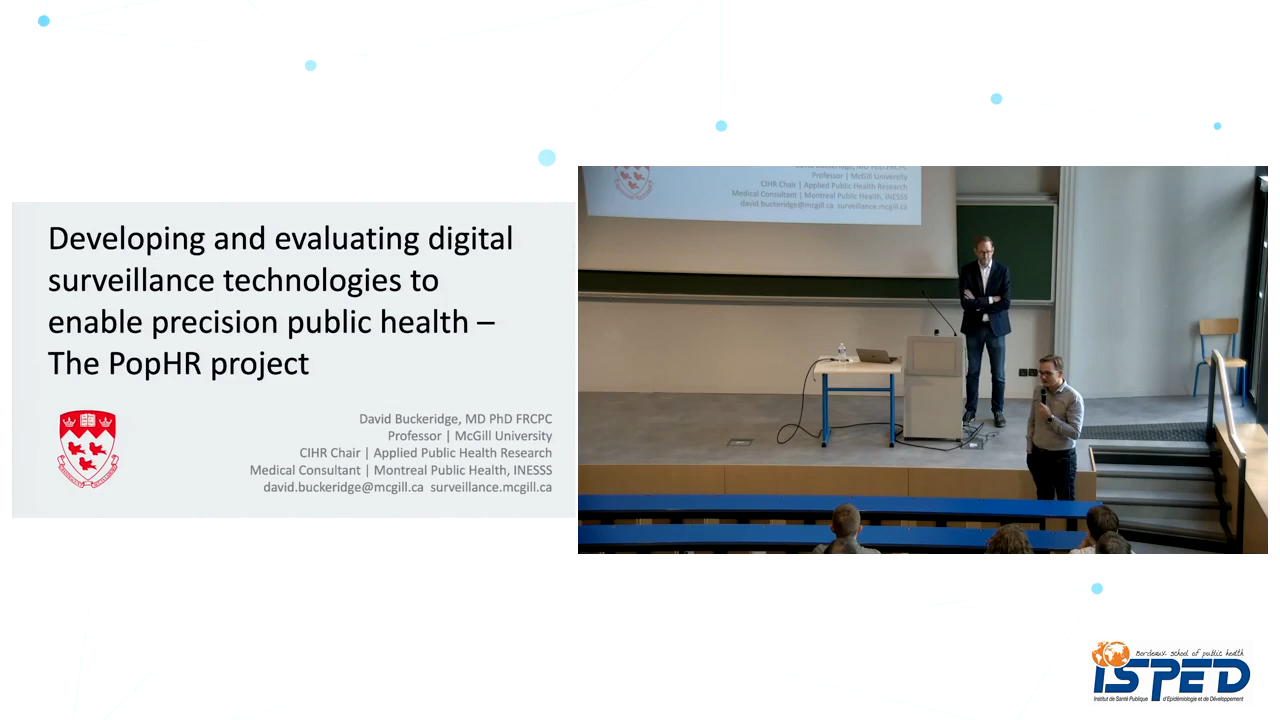 Developing and evaluating digital
surveillance technologies to
enable precision public health –
The PopHR project
David Buckeridge, MD PhD FRCPC
Professor | McGill University
CIHR Chair | Applied Public Health Research
Medical Consultant | Montreal Public Health, INESSS
david.buckeridge@mcgill.ca surveillance.mcgill.ca
Professor | McGill University
CIHR Chair | Applied Public Health Research
Medical Consultant | Montreal Public Health, INESSS
david.buckeridge@mcgill.ca surveillance.mcgill.ca
Bordeaux school of public health
ISPED
Institut de Santé Publique d'Epidémiologie et de Développement